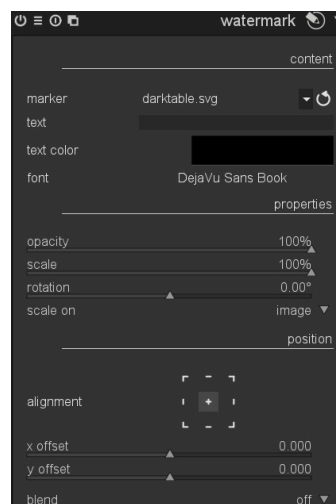 watermark
content
marker darktable.svg
text
text color
font DejaVu Sans Book
properties
opacity 100%
scale 100%
rotation 0.00°
scale on image
position
alignment
x offset 0.000
y offset 0.000
blend off